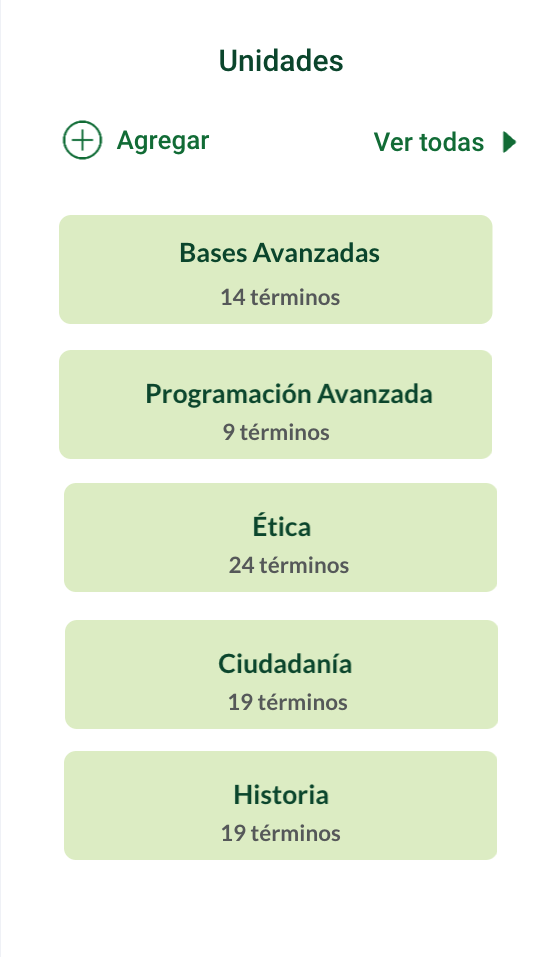 Unidades
Agregar
Ver todas
Bases Avanzadas
14 términos
Programación Avanzada
9 términos
Ética
24 términos
Ciudadanía
19 términos
Historia
19 términos